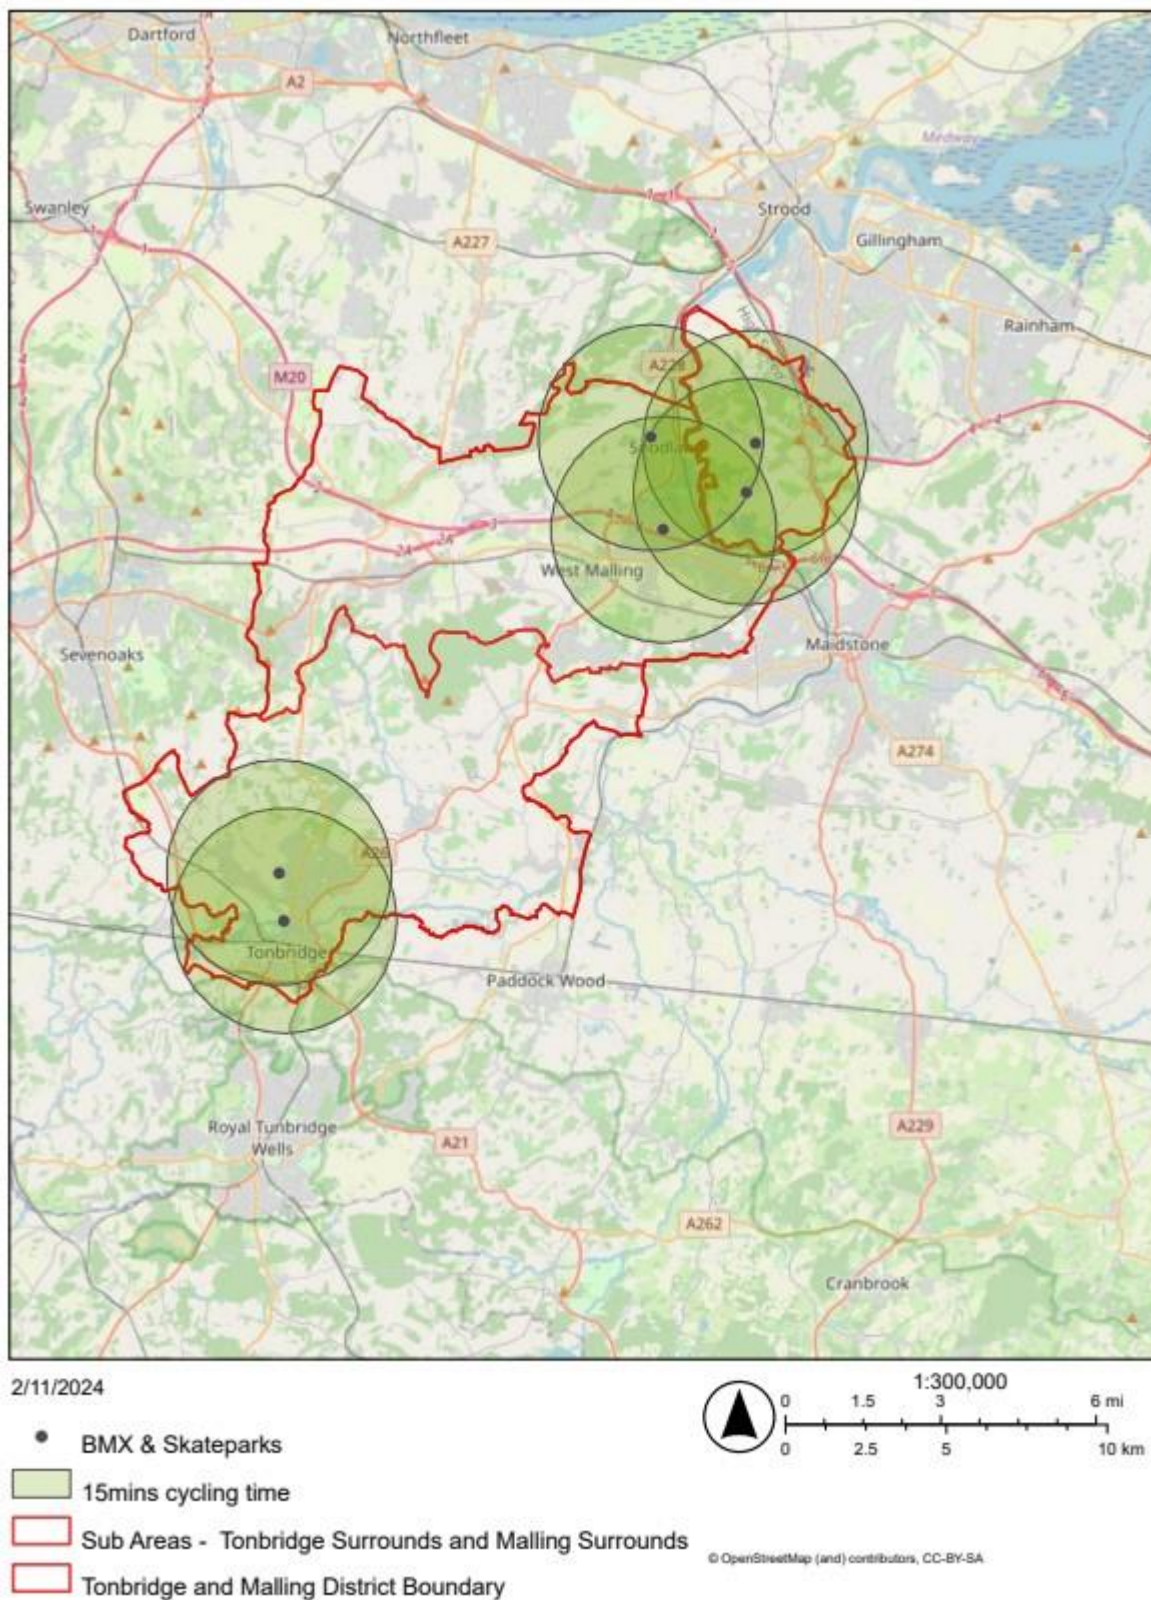 Dartford
Northfleet
A2
Medway
Swanley
Strood
A227
Gillingham
Rainham
A228
M20
2A
2A
West Malling
Sevenoaks
Maidstone
A274
A26
Tonbridge
Paddock Wood
Royal Tunbridge
Wells
A21
A229
A262
Cranbrook
2/11/2024
1:300,000
0 1.5 3 6 mi
0 2.5 5 10 km
BMX & Skateparks
15mins cycling time
Sub Areas - Tonbridge Surrounds and Malling Surrounds
© OpenStreetMap (and) contributors, CC-BY-SA
Tonbridge and Malling District Boundary